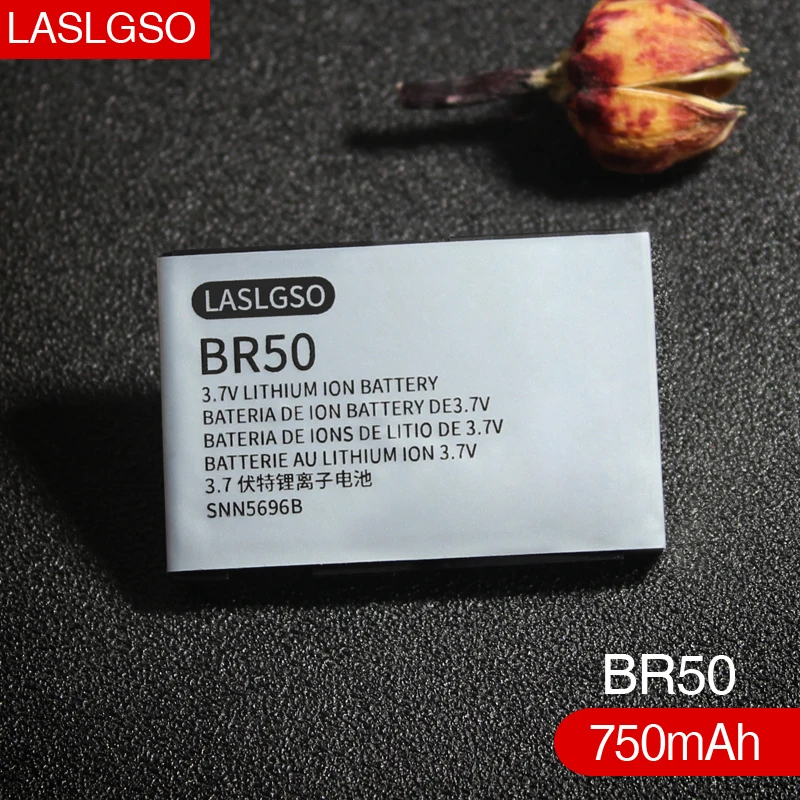 LASLGSO
LASLGSO
BR50
3.7V LITHIUM ION BATTERY
BATERIA DE ION BATTERY DE3.7V
BATERIA DE IONS DE LITIO DE 3.7V
BATTERIE AU LITHIUM ION 3.7V
3.7 伏特锂离子电池
SNN5696B
BR50
750mAh